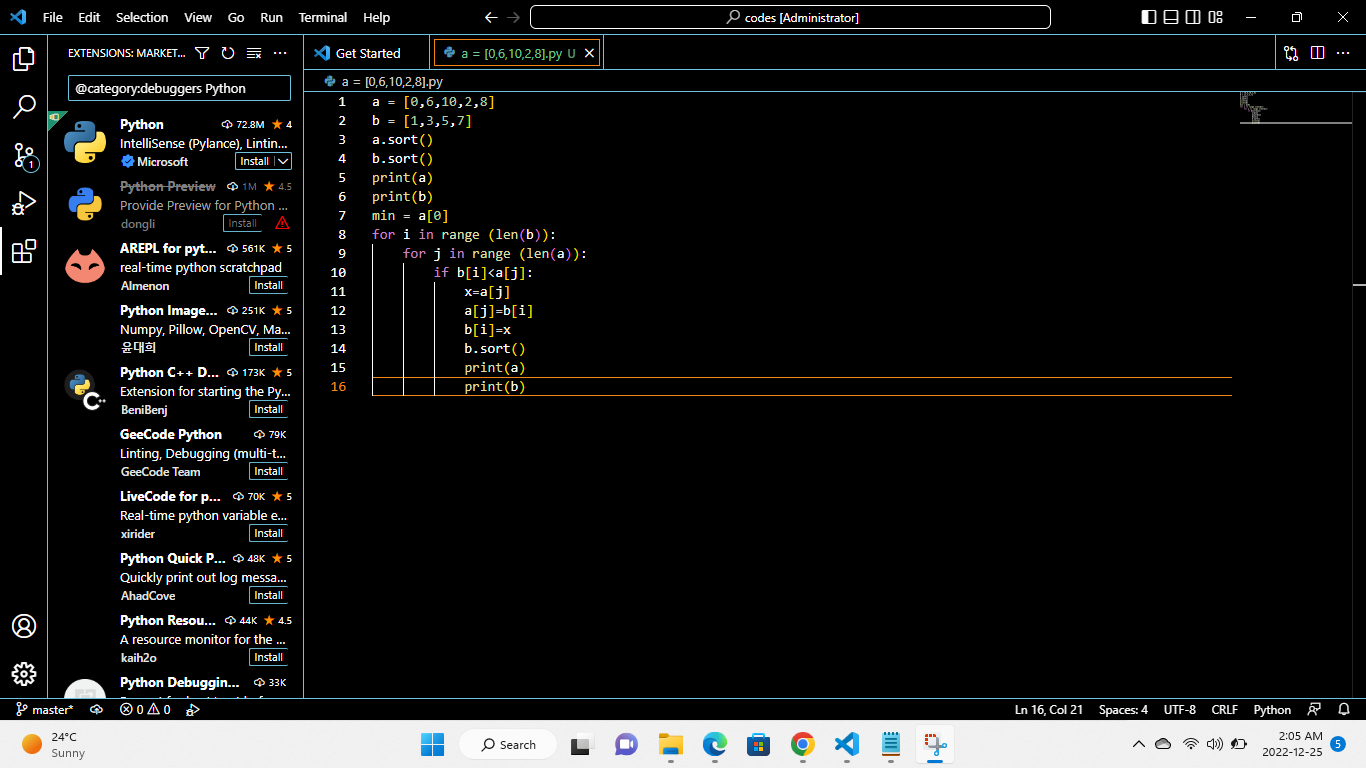 File Edit Selection View Go Run Terminal Help
codes [Administrator]
EXTENSIONS: MARKET...
@category:debuggers Python
Python 72.8M 4
IntelliSense (Pylance), Lintin...
Microsoft Install
Python Preview 1M 4.5
Provide Preview for Python ...
dongli Install
AREPL for pyt... 561K 5
real-time python scratchpad
Almenon Install
Python Image... 251K 5
Numpy, Pillow, OpenCV, Ma...
윤대희 Install
Python C++ D... 173K 5
Extension for starting the Py...
BeniBenj Install
GeeCode Python 79K
Linting, Debugging (multi-t...
GeeCode Team Install
LiveCode for p... 70K 5
Real-time python variable e...
xirider Install
Python Quick P... 48K 5
Quickly print out log messa...
AhadCove Install
Python Resou... 44K 4.5
A resource monitor for the ...
kaih2o Install
Python Debuggin... 33K
Get Started
a = [0,6,10,2,8].py U
a = [0,6,10,2,8].py
1 a = [0,6,10,2,8]
2 b = [1,3,5,7]
3 a.sort()
4 b.sort()
5 print(a)
6 print(b)
7 min = a[0]
8 for i in range (len(b)):
9 for j in range (len(a)):
10 if b[i]<a[j]:
11 x=a[j]
12 a[j]=b[i]
13 b[i]=x
14 b.sort()
15 print(a)
16 print(b)
1
master* 0 0
Ln 16, Col 21 Spaces: 4 UTF-8 CRLF Python
24°C
Sunny
Search
2:05 AM
2022-12-25
5